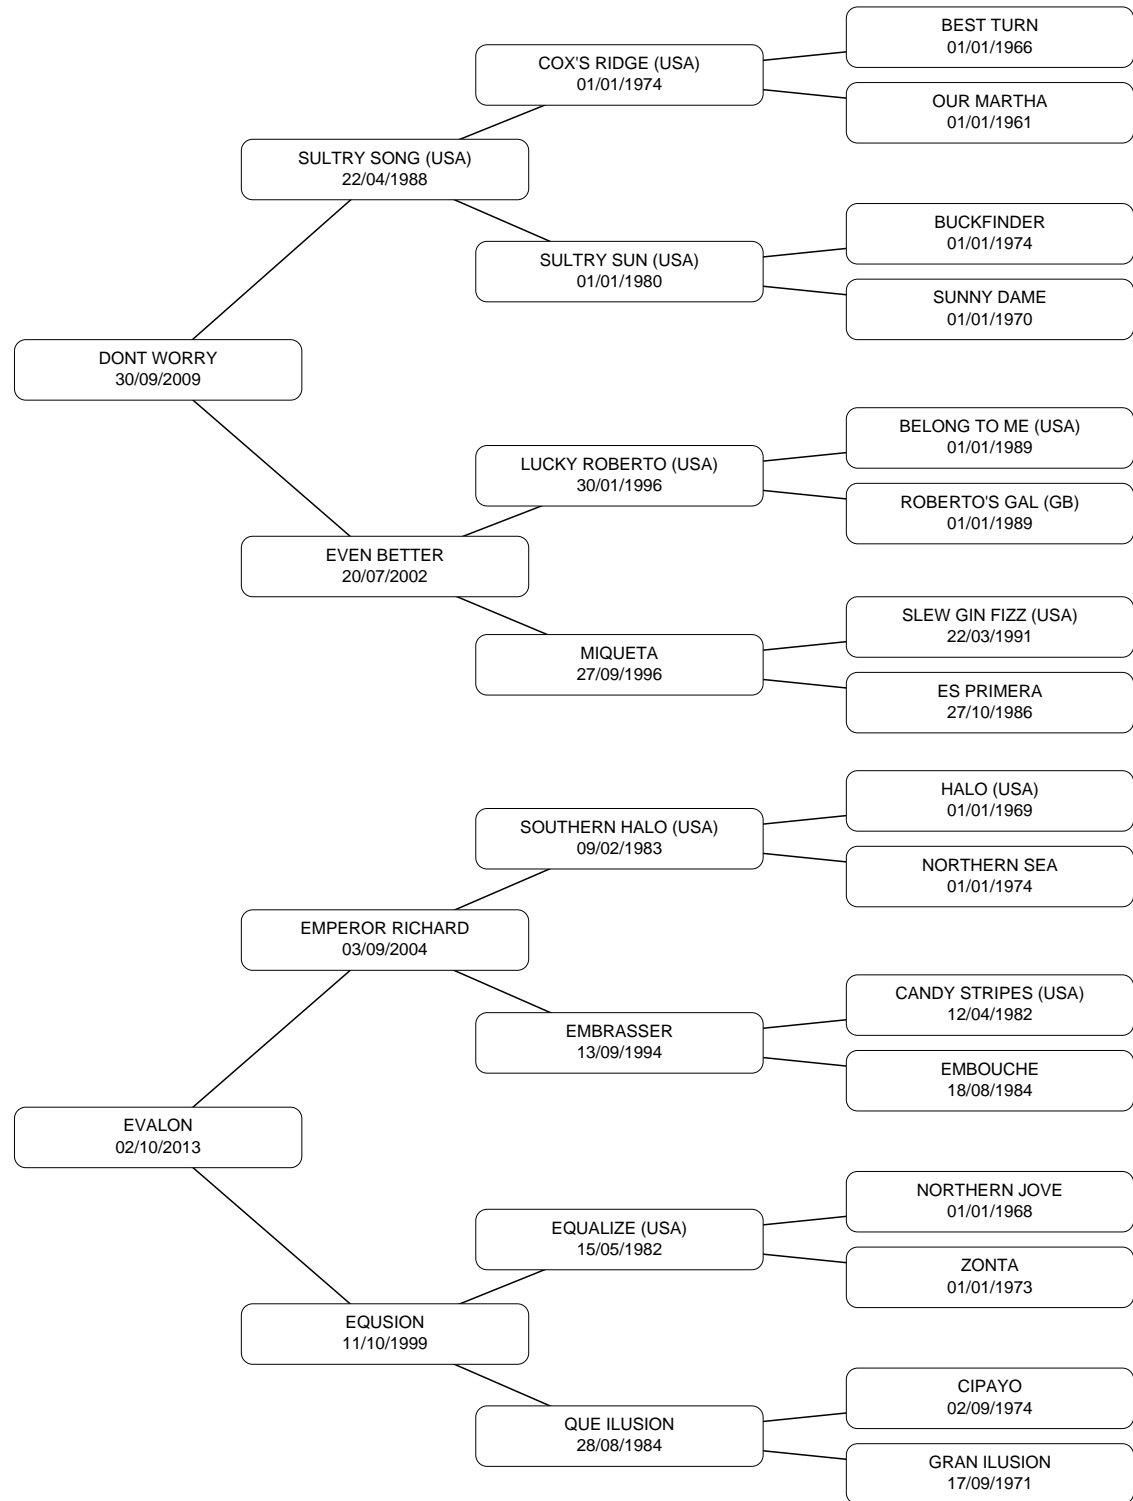 BEST TURN
01/01/1966
COX'S RIDGE (USA)
01/01/1974
OUR MARTHA
01/01/1961
SULTRY SONG (USA)
22/04/1988
BUCKFINDER
01/01/1974
SULTRY SUN (USA)
01/01/1980
SUNNY DAME
01/01/1970
DONT WORRY
30/09/2009
BELONG TO ME (USA)
01/01/1989
LUCKY ROBERTO (USA)
30/01/1996
ROBERTO'S GAL (GB)
01/01/1989
EVEN BETTER
20/07/2002
SLEW GIN FIZZ (USA)
22/03/1991
MIQUETA
27/09/1996
ES PRIMERA
27/10/1986
HALO (USA)
01/01/1969
SOUTHERN HALO (USA)
09/02/1983
NORTHERN SEA
01/01/1974
EMPEROR RICHARD
03/09/2004
CANDY STRIPES (USA)
12/04/1982
EMBRASSER
13/09/1994
EMBOUCHE
18/08/1984
EVALON
02/10/2013
NORTHERN JOVE
01/01/1968
EQUALIZE (USA)
15/05/1982
ZONTA
01/01/1973
EQUSION
11/10/1999
CIPAYO
02/09/1974
QUE ILUSION
28/08/1984
GRAN ILUSION
17/09/1971